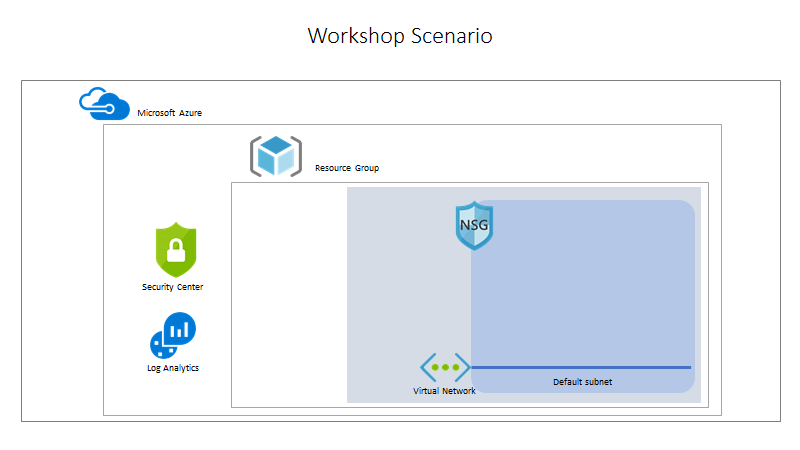 Workshop Scenario
Microsoft Azure
Resource Group
NSG
Security Center
Log Analytics
Virtual Network
Default subnet